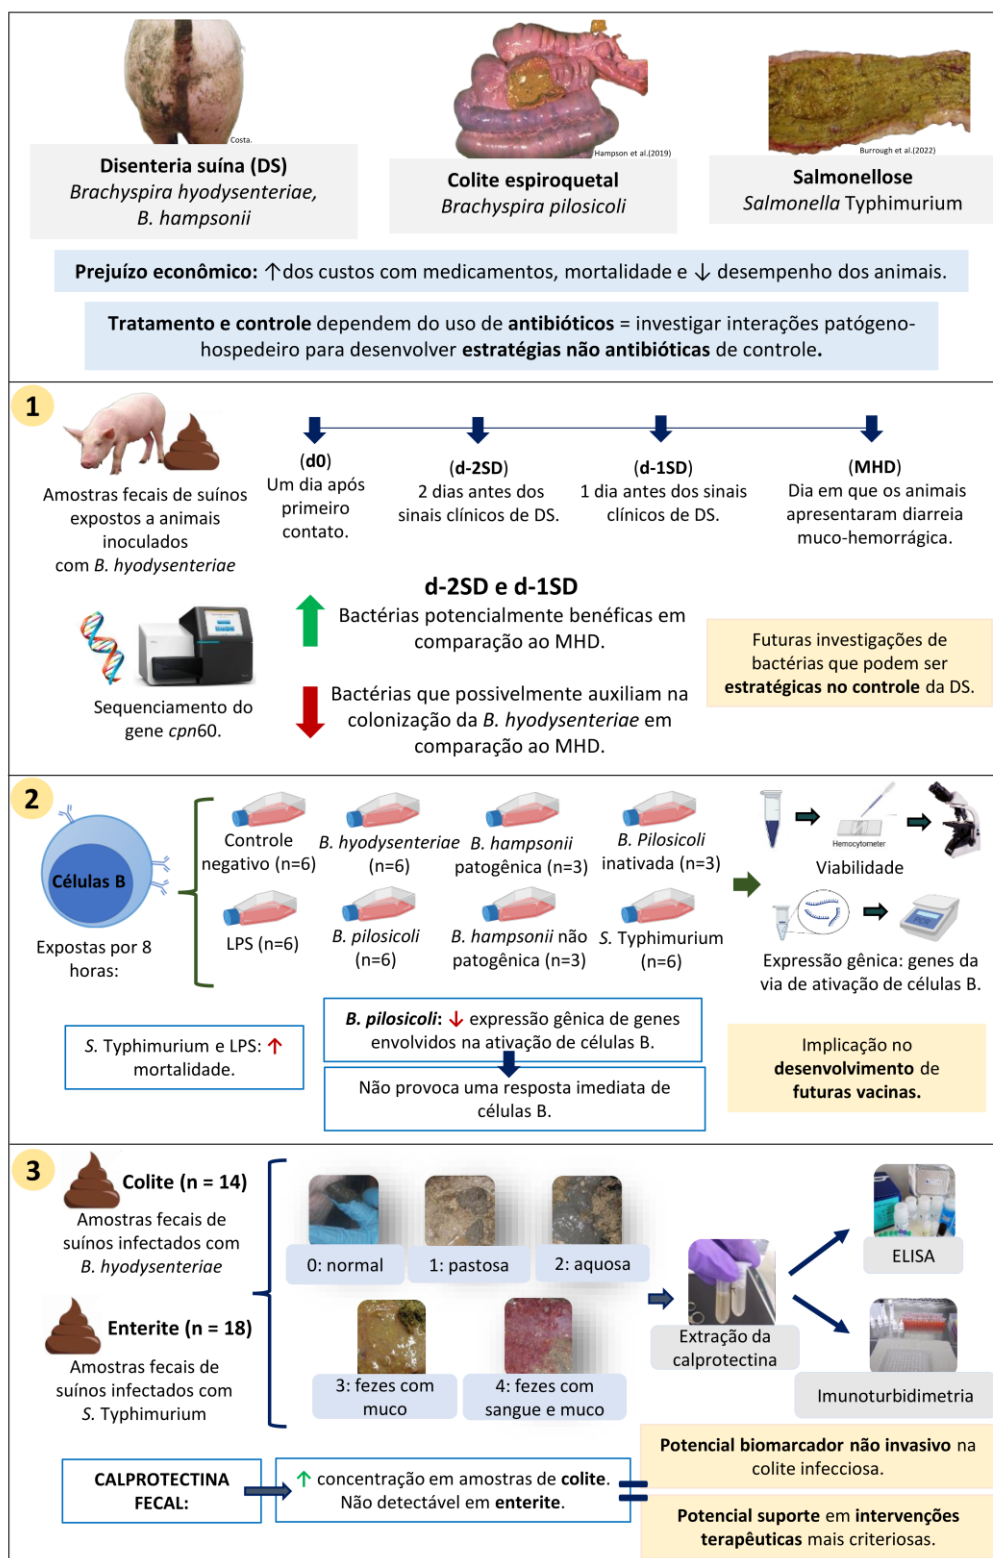 Costa.
Hampson et al.(2019)
Burrough et al.(2022)
Disenteria suína (DS)
Brachyspira hyodysenteriae,
B. hampsonii
Colite espiroquetal
Brachyspira pilosicoli
Salmonellose
Salmonella Typhimurium
Prejuízo econômico: ↑dos custos com medicamentos, mortalidade e ↓ desempenho dos animais.
Tratamento e controle dependem do uso de antibióticos = investigar interações patógeno-
hospedeiro para desenvolver estratégias não antibióticas de controle.
1
Amostras fecais de suínos
expostos a animais
inoculados
com B. hyodysenteriae
(d0)
Um dia após
primeiro
contato.
(d-2SD)
2 dias antes dos
sinais clínicos de DS.
(d-1SD)
1 dia antes dos sinais
clínicos de DS.
(MHD)
Dia em que os animais
apresentaram diarreia
muco-hemorrágica.
Sequenciamento do
gene cpn60.
d-2SD e d-1SD
Bactérias potencialmente benéficas em
comparação ao MHD.
Bactérias que possivelmente auxiliam na
colonização da B. hyodysenteriae em
comparação ao MHD.
Futuras investigações de
bactérias que podem ser
estratégicas no controle da DS.
2
Células B
Expostas por 8
horas:
Controle
negativo (n=6)
B. hyodysenteriae
(n=6)
B. hampsonii
patogênica (n=3)
B. Pilosicoli
inativada (n=3)
LPS (n=6)
B. pilosicoli
(n=6)
B. hampsonii não
patogênica (n=3)
S. Typhimurium
(n=6)
Hemocytometer
Viabilidade
PCR
Expressão gênica: genes da
via de ativação de células B.
S. Typhimurium e LPS: ↑
mortalidade.
B. pilosicoli: ↓ expressão gênica de genes
envolvidos na ativação de células B.
Não provoca uma resposta imediata de
células B.
Implicação no
desenvolvimento de
futuras vacinas.
3
Colite (n = 14)
Amostras fecais de
suínos infectados com
B. hyodysenteriae
Enterite (n = 18)
Amostras fecais de
suínos infectados com
S. Typhimurium
0: normal
1: pastosa
2: aquosa
3: fezes com
muco
4: fezes com
sangue e muco
Extração da
calprotectina
ELISA
Imunoturbidimetria
CALPROTECTINA
FECAL:
↑ concentração em amostras de colite.
Não detectável em enterite.
=
Potencial biomarcador não invasivo na
colite infecciosa.
Potencial suporte em intervenções
terapêuticas mais criteriosas.